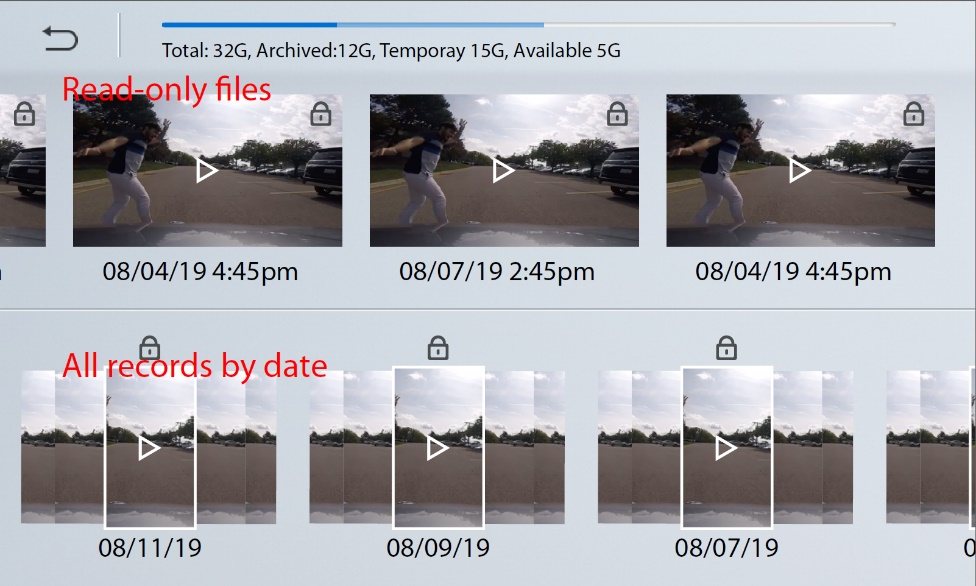 Total: 32G, Archived:12G, Temporay 15G, Available 5G
Read-only files
08/04/19 4:45pm
08/07/19 2:45pm
08/04/19 4:45pm
All records by date
08/11/19
08/09/19
08/07/19